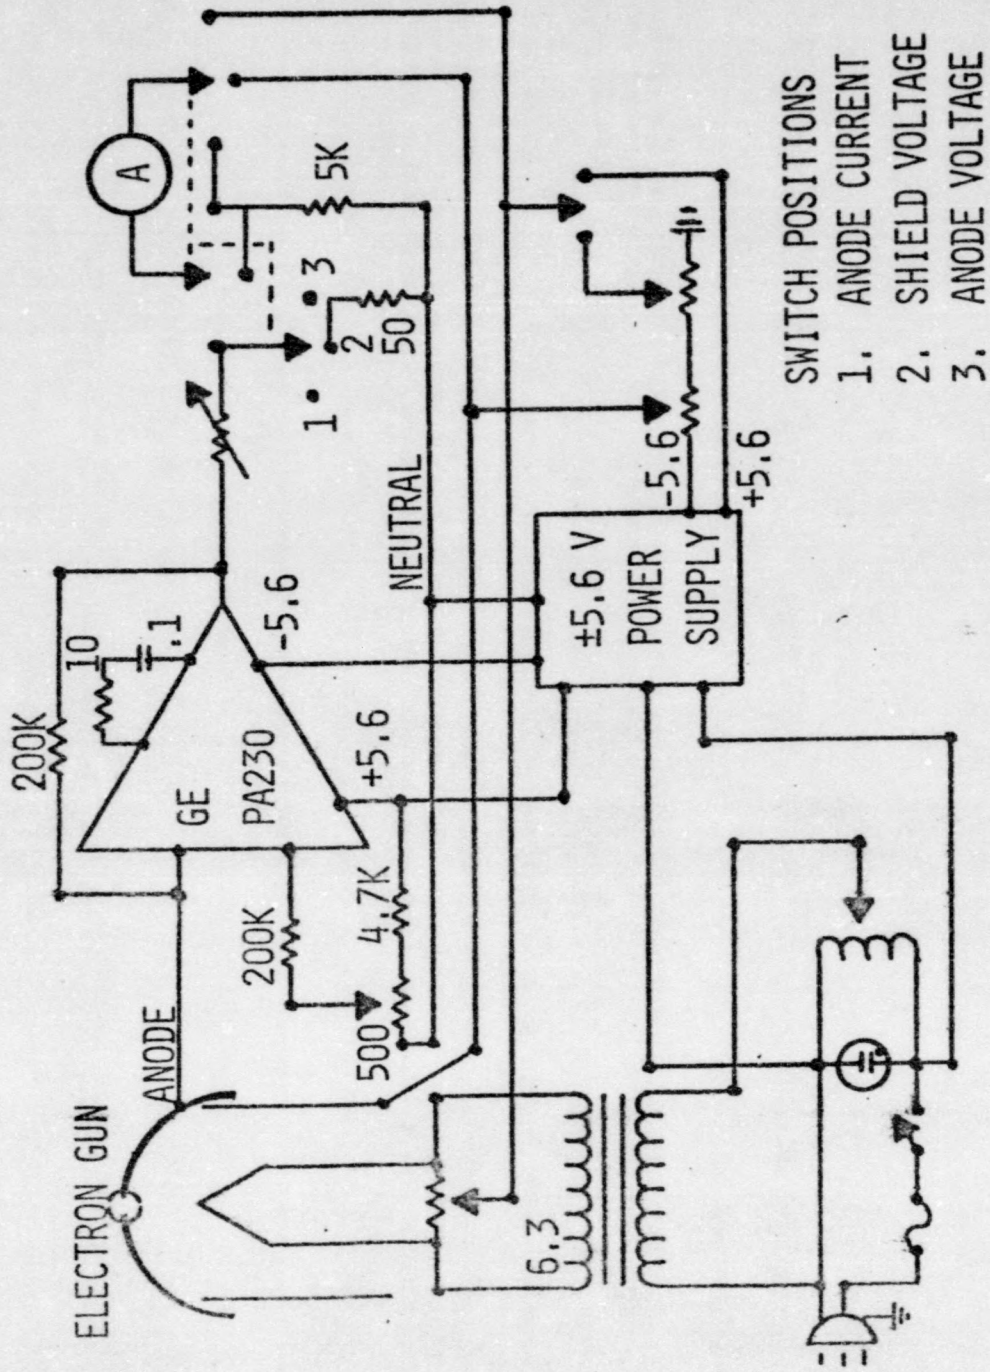 ELECTRON GUN
ANODE
200K
10
.1
GE
PA230
-5.6
+5.6
200K
4.7K
500
A
5K
1
2
3
50
NEUTRAL
6.3
±5.6 V
POWER
SUPPLY
-5.6
+5.6
SWITCH POSITIONS
1. ANODE CURRENT
2. SHIELD VOLTAGE
3. ANODE VOLTAGE